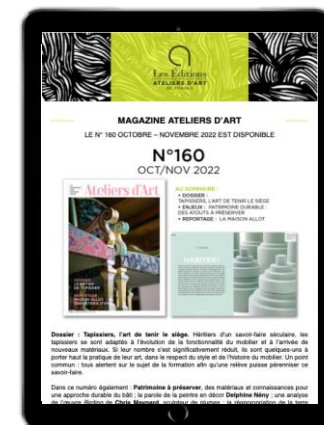 Les Éditions
ATELIERS D'ART
DE FRANCE
MAGAZINE ATELIERS D'ART
LE N° 160 OCTOBRE – NOVEMBRE 2022 EST DISPONIBLE
N°160
OCT/NOV 2022
Ateliers d'Art
AU SOMMAIRE :
• DOSSIER :
TAPISSIERS, L'ART DE TENIR LE SIÈGE
• ENJEUX : PATRIMOINE DURABLE :
DES ATOUTS À PRÉSERVER
• REPORTAGE : LA MAISON ALLOT
HABITER
Dossier : Tapissiers, l'art de tenir le siège. Héritiers d'un savoir-faire séculaire, les
tapissiers se sont adaptés à l'évolution de la fonctionnalité du mobilier et à l'arrivée de
nouveaux matériaux. Si leur nombre s'est significativement réduit, ils sont quelques-uns à
porter haut la pratique de leur art, dans le respect du style et de l'histoire du mobilier. Un point
commun : tous alertent sur le sujet de la formation afin qu'une relève puisse pérenniser ce
savoir-faire.
Dans ce numéro également : Patrimoine à préserver, des matériaux et connaissances pour
une approche durable du bâti ; la parole de la peintre en décor Delphine Nény ; une analyse
de l'œuvre Birding de Chris Maynard, sculpteur de plumes ; la réappropriation de la terre